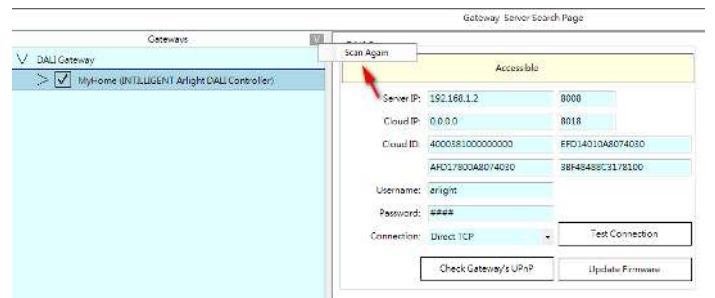 Gateway Server Search Page
Gateways
V
Scan Again
DALI Gateway
MyHome (INTILLIGENT Arlight DALI Controller)
Accessible
Server IP: 192.168.1.2 8008
Cloud IP: 0.0.0.0 8018
Cloud ID: 4000381000000000 EFD14010A8074030
AFD17800A8074030 3BF48488C3178100
Username: arlight
Password: ####
Connection: Direct TCP Test Connection
Check Gateway's UPnP Update Firmware